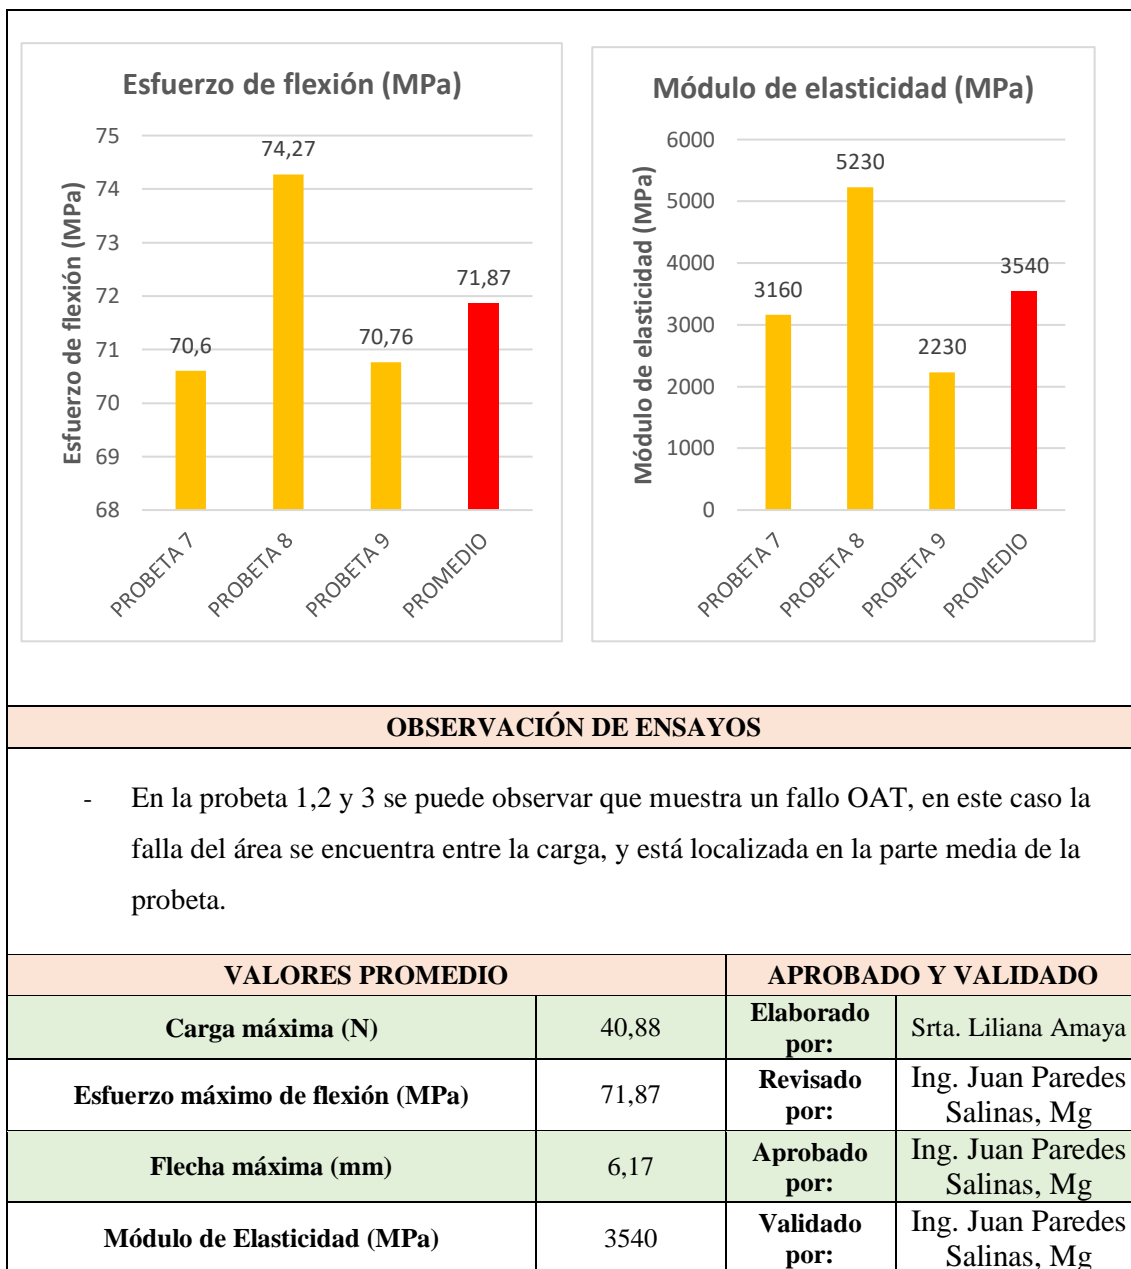 Esfuerzo de flexión (MPa)
Esfuerzo de flexión (MPa)
75
74
73
72
71
70
69
68
70,6
74,27
70,76
71,87
PROBETA 7
PROBETA 8
PROBETA 9
PROMEDIO
Módulo de elasticidad (MPa)
Módulo de elasticidad (MPa)
6000
5000
4000
3000
2000
1000
0
3160
5230
2230
3540
PROBETA 7
PROBETA 8
PROBETA 9
PROMEDIO
OBSERVACIÓN DE ENSAYOS
- En la probeta 1,2 y 3 se puede observar que muestra un fallo OAT, en este caso la
falla del área se encuentra entre la carga, y está localizada en la parte media de la
probeta.
VALORES PROMEDIO
APROBADO Y VALIDADO
Carga máxima (N)
40,88
Elaborado
por:
Srta. Liliana Amaya
Esfuerzo máximo de flexión (MPa)
71,87
Revisado
por:
Ing. Juan Paredes
Salinas, Mg
Flecha máxima (mm)
6,17
Aprobado
por:
Ing. Juan Paredes
Salinas, Mg
Módulo de Elasticidad (MPa)
3540
Validado
por:
Ing. Juan Paredes
Salinas, Mg